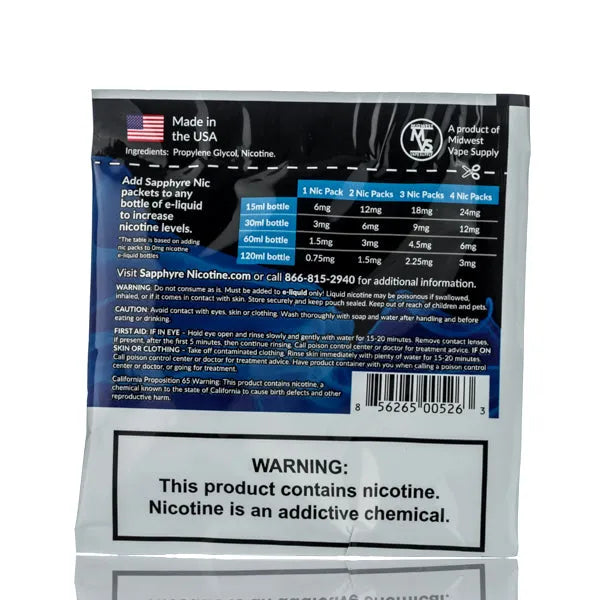 Made in
the USA
MIDWEST
MVS
VAPE SUPPLY
A product of
Midwest
Vape Supply
Ingredients: Propylene Glycol, Nicotine.
Add Sapphyre Nic
packets to any
bottle of e-liquid
to increase
nicotine levels.
*The table is based on adding
nic packs to 0mg nicotine
e-liquid bottles
1 Nic Pack 2 Nic Packs 3 Nic Packs 4 Nic Packs
15ml bottle 6mg 12mg 18mg 24mg
30ml bottle 3mg 6mg 9mg 12mg
60ml bottle 1.5mg 3mg 4.5mg 6mg
120ml bottle 0.75mg 1.5mg 2.25mg 3mg
Visit Sapphyre Nicotine.com or call 866-815-2940 for additional information.
WARNING: Do not consume as is. Must be added to e-liquid only! Liquid nicotine may be poisonous if swallowed,
inhaled, or if it comes in contact with skin. Store securely and keep pouch sealed. Keep out of reach of children and pets.
CAUTION: Avoid contact with eyes, skin or clothing. Wash thoroughly with soap and water after handling and before
eating or drinking.
FIRST AID: IF IN EYE - Hold eye open and rinse slowly and gently with water for 15-20 minutes. Remove contact lenses,
if present, after the first 5 minutes, then continue rinsing. Call poison control center or doctor for treatment advice. IF ON
SKIN OR CLOTHING - Take off contaminated clothing. Rinse skin immediately with plenty of water for 15-20 minutes.
Call poison control center or doctor for treatment advice. Have product container with you when calling a poison control
center or doctor, or going for treatment.
California Proposition 65 Warning: This product contains nicotine, a
chemical known to the state of California to cause birth defects and other
reproductive harm.
8 56265 00526 3
WARNING:
This product contains nicotine.
Nicotine is an addictive chemical.